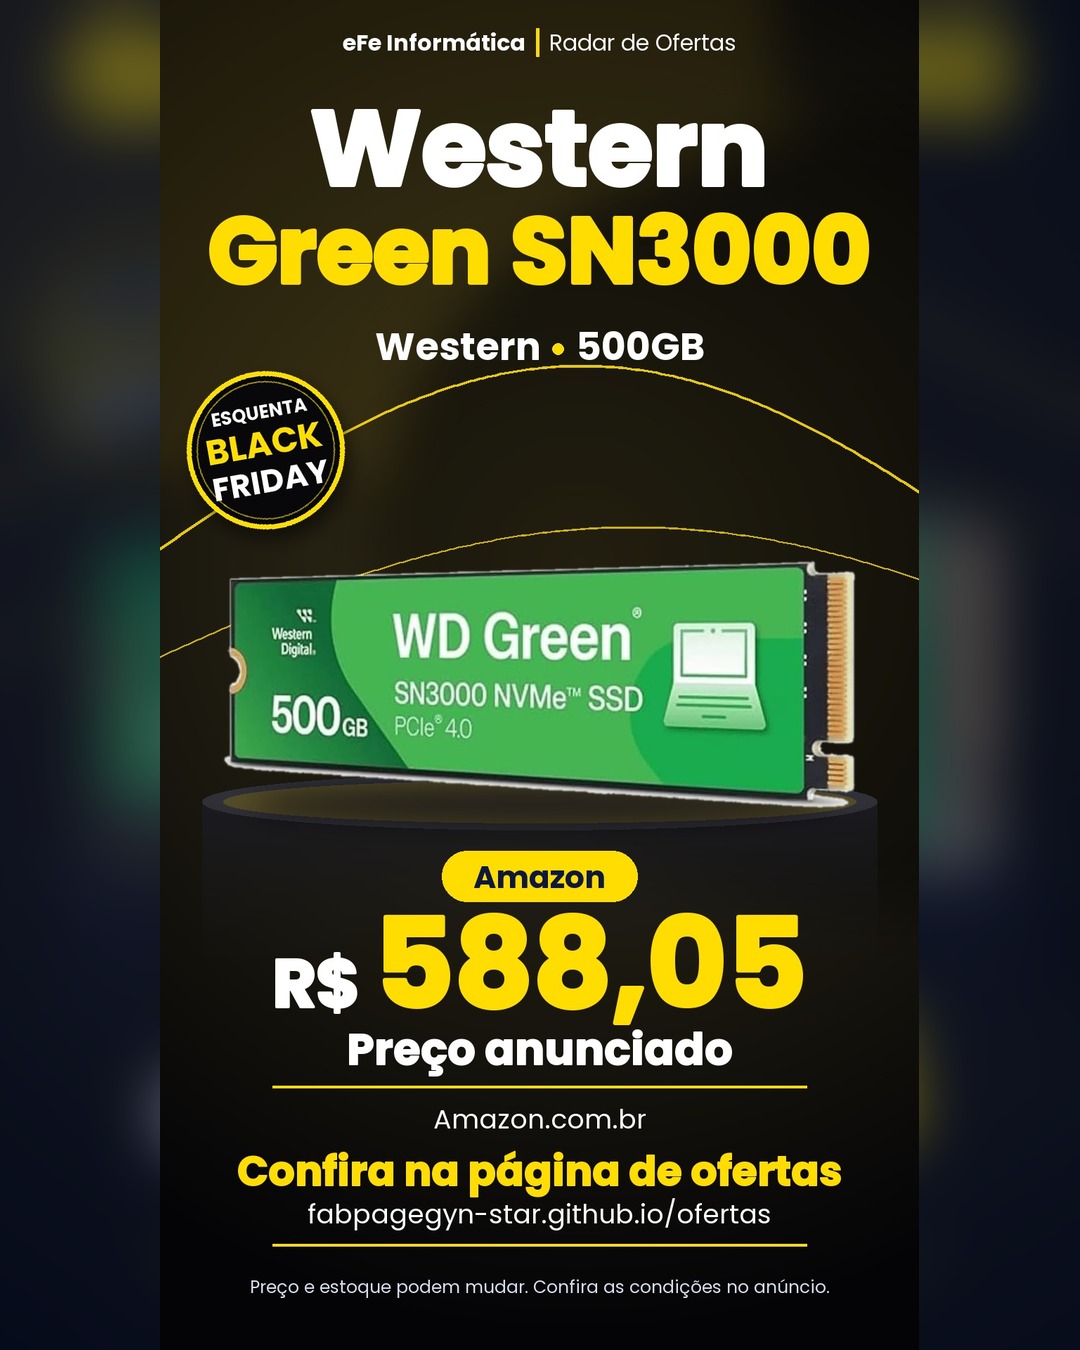 eFe Informática | Radar de Ofertas
Western
Green SN3000
Western • 500GB
ESQUENTA
BLACK
FRIDAY
Western
Digital®
500GB
WD Green®
SN3000 NVMe™ SSD
PCIe® 4.0
Amazon
R$ 588,05
Preço anunciado
Amazon.com.br
Confira na página de ofertas
fabpagegyn-star.github.io/ofertas
Preço e estoque podem mudar. Confira as condições no anúncio.